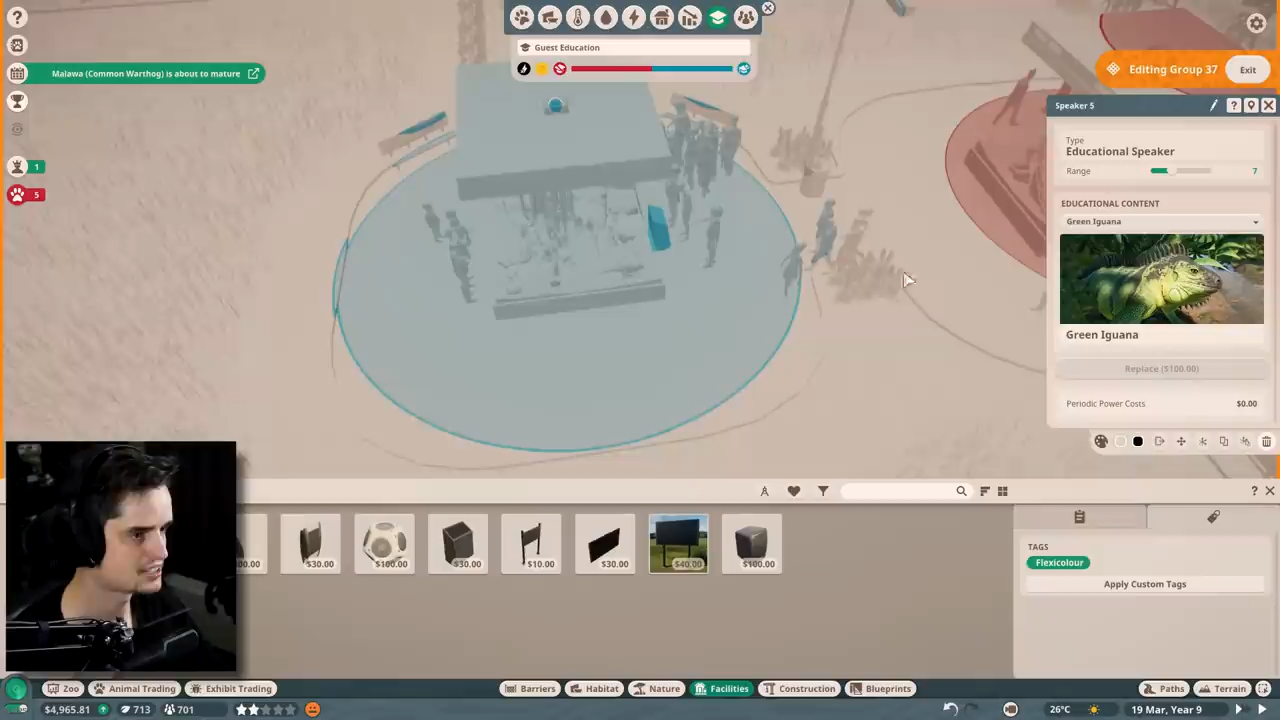 Guest Education
Malawa (Common Warthog) is about to mature
Editing Group 37
Exit
1
5
Speaker 5
Type
Educational Speaker
Range
7
EDUCATIONAL CONTENT
Green Iguana
Green Iguana
Replace ($100.00)
Periodic Power Costs
$0.00
$30.00
$100.00
$30.00
$10.00
$30.00
$40.00
$100.00
TAGS
Flexicolour
Apply Custom Tags
Zoo
Animal Trading
Exhibit Trading
Barriers
Habitat
Nature
Facilities
Construction
Blueprints
Paths
Terrain
$4,965.81
713
701
26°C
19 Mar, Year 9